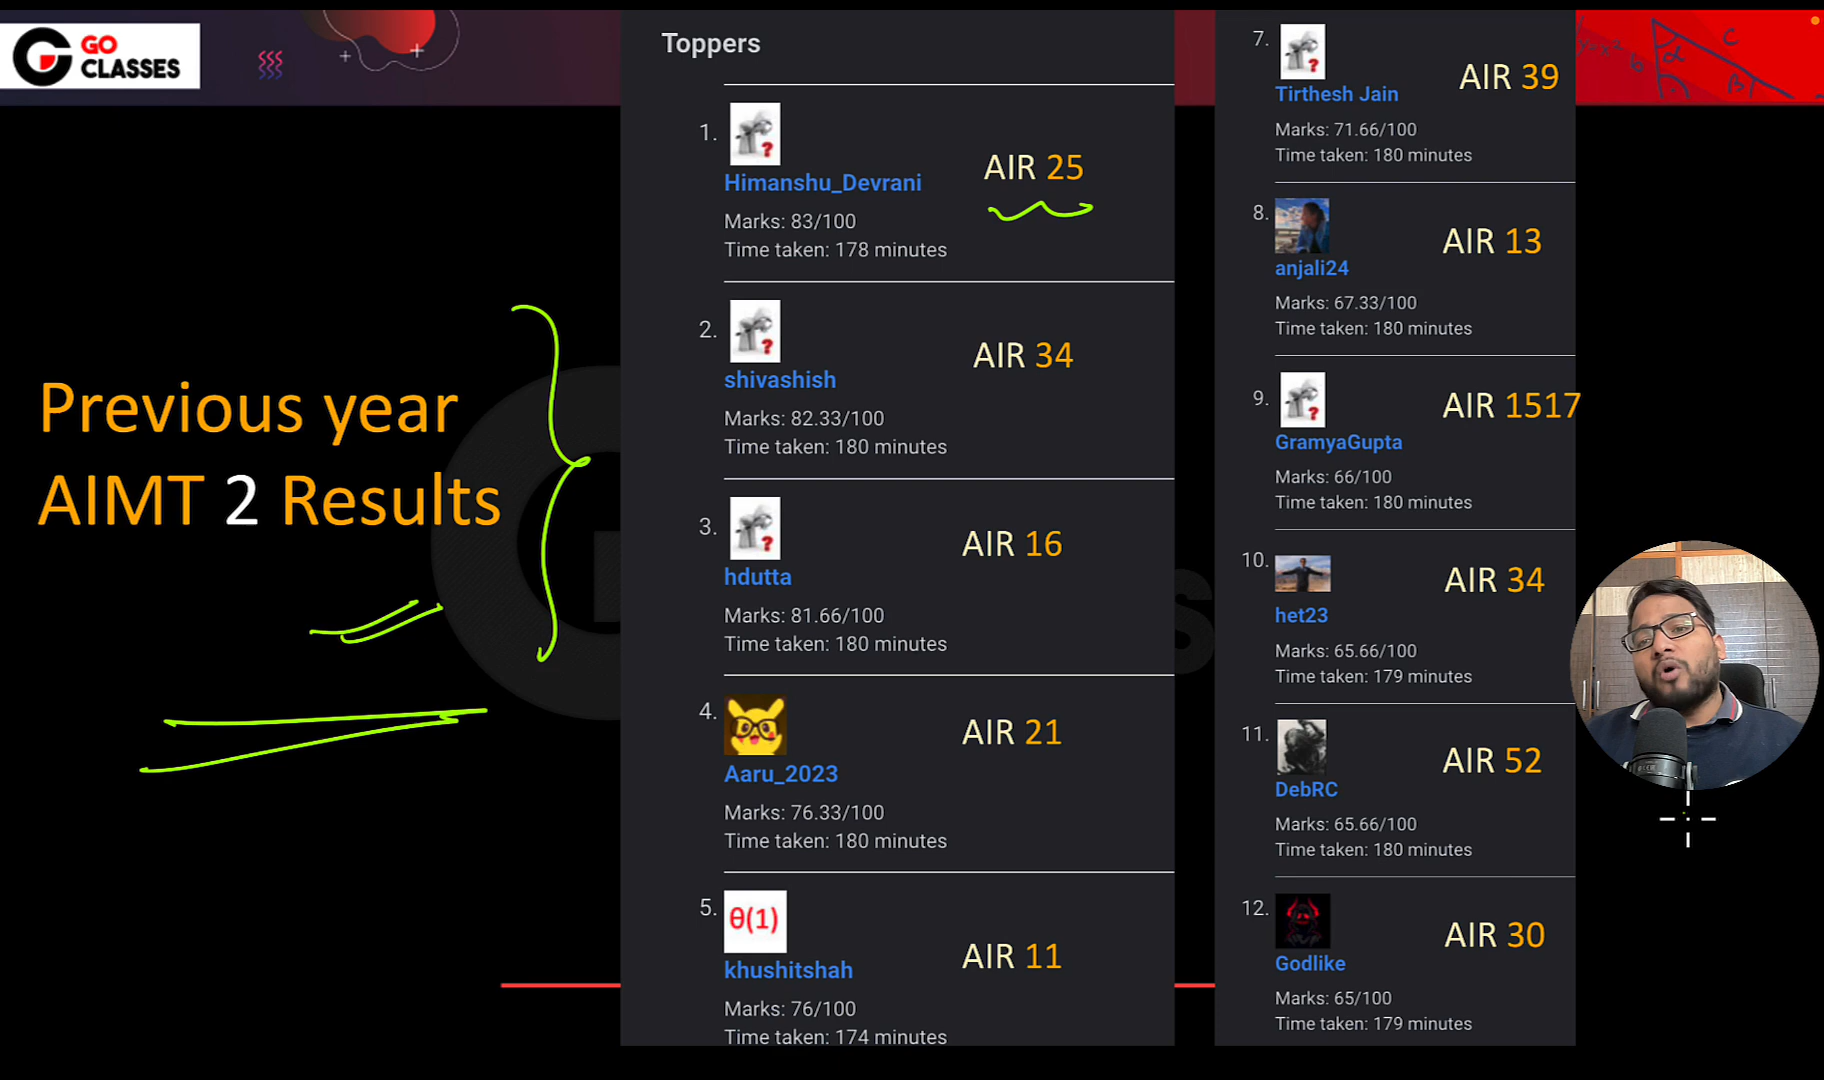 GO
CLASSES
Previous year
AIMT 2 Results
Toppers
1.
Himanshu_Devrani
AIR 25
Marks: 83/100
Time taken: 178 minutes
2.
shivashish
AIR 34
Marks: 82.33/100
Time taken: 180 minutes
3.
hdutta
AIR 16
Marks: 81.66/100
Time taken: 180 minutes
4.
Aaru_2023
AIR 21
Marks: 76.33/100
Time taken: 180 minutes
5.
θ(1)
khushitshah
AIR 11
Marks: 76/100
Time taken: 174 minutes
7.
Tirthesh Jain
AIR 39
Marks: 71.66/100
Time taken: 180 minutes
8.
anjali24
AIR 13
Marks: 67.33/100
Time taken: 180 minutes
9.
GramyaGupta
AIR 1517
Marks: 66/100
Time taken: 180 minutes
10.
het23
AIR 34
Marks: 65.66/100
Time taken: 179 minutes
11.
DebRC
AIR 52
Marks: 65.66/100
Time taken: 180 minutes
12.
Godlike
AIR 30
Marks: 65/100
Time taken: 179 minutes